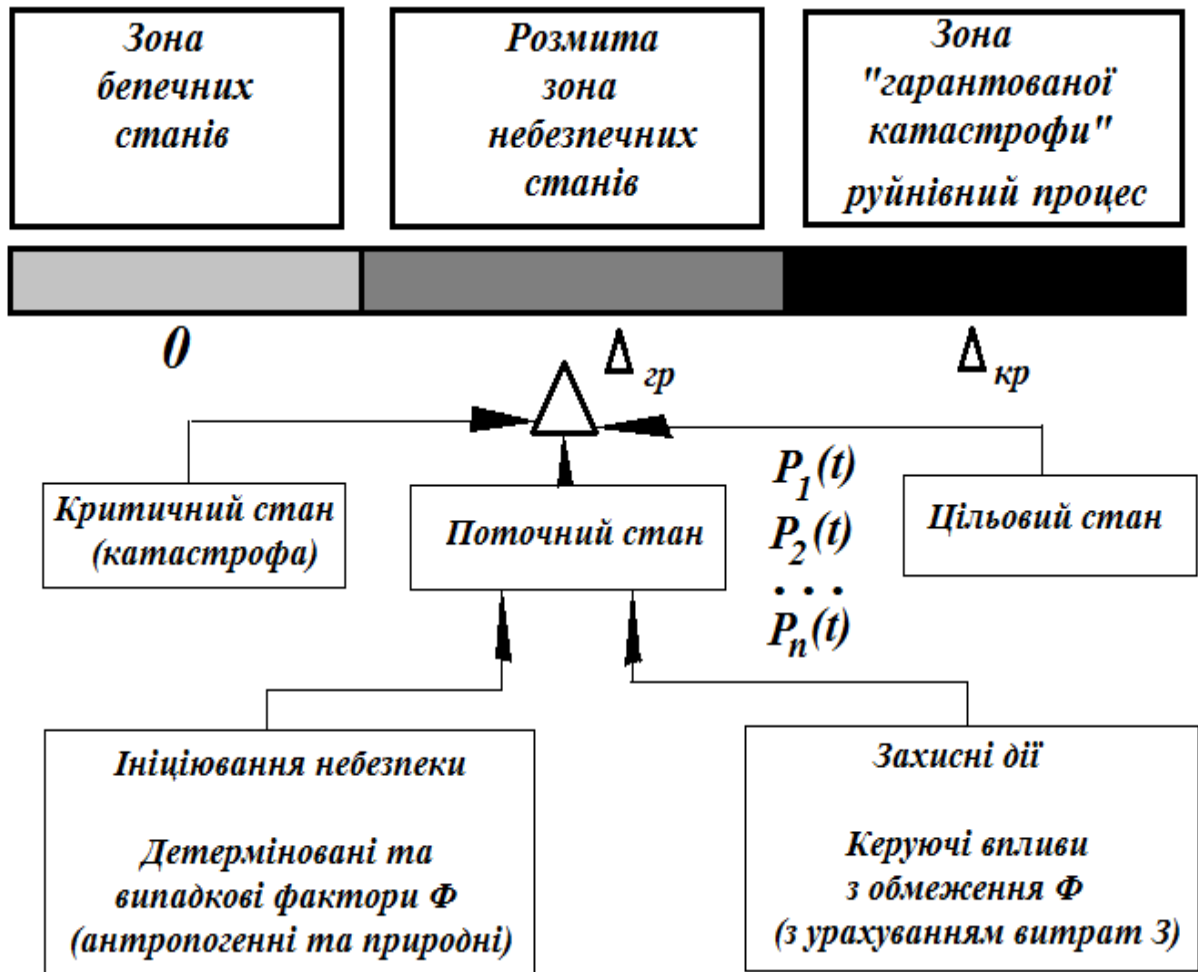 Зона
бепечних
станів
Розмита
зона
небезпечних
станів
Зона
"гарантованої
катастрофи"
руйнівний процес
0
Δгр
Δкр
Критичний стан
(катастрофа)
Поточний стан
P1(t)
P2(t)
. . .
Pn(t)
Цільовий стан
Ініціювання небезпеки
Детерміновані та
випадкові фактори Ф
(антропогенні та природні)
Захисні дії
Керуючі впливи
з обмеження Ф
(з урахуванням витрат З)